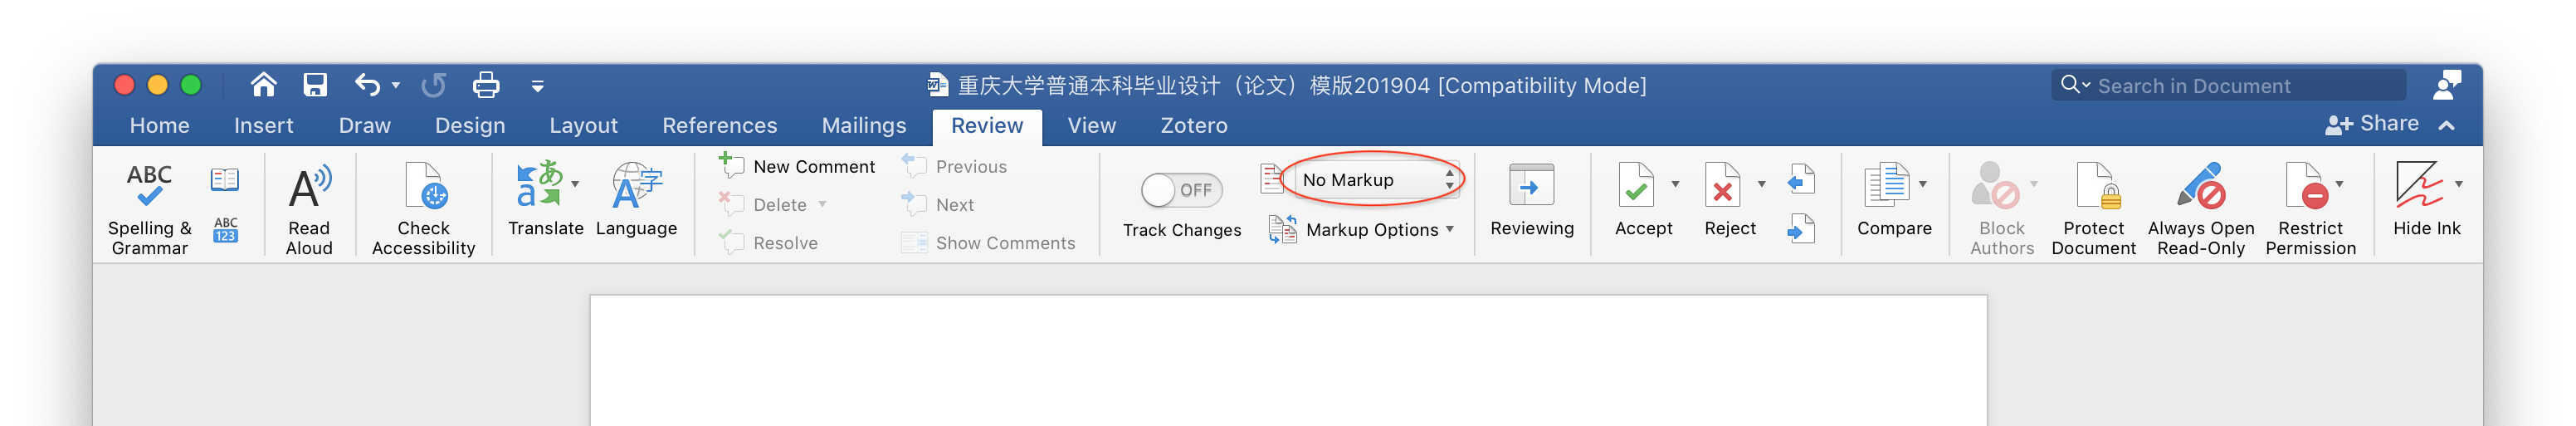 重庆大学普通本科毕业设计（论文）模版201904 [Compatibility Mode]
Search in Document
Home Insert Draw Design Layout References Mailings Review View Zotero
Share
ABC
Spelling & Grammar
ABC
123
A
Read Aloud
Check Accessibility
a あ
Translate
A 字
Language
New Comment
Delete
Resolve
Previous
Next
Show Comments
OFF
Track Changes
No Markup
Markup Options
Reviewing
Accept
Reject
Compare
Block Authors
Protect Document
Always Open Read-Only
Restrict Permission
Hide Ink